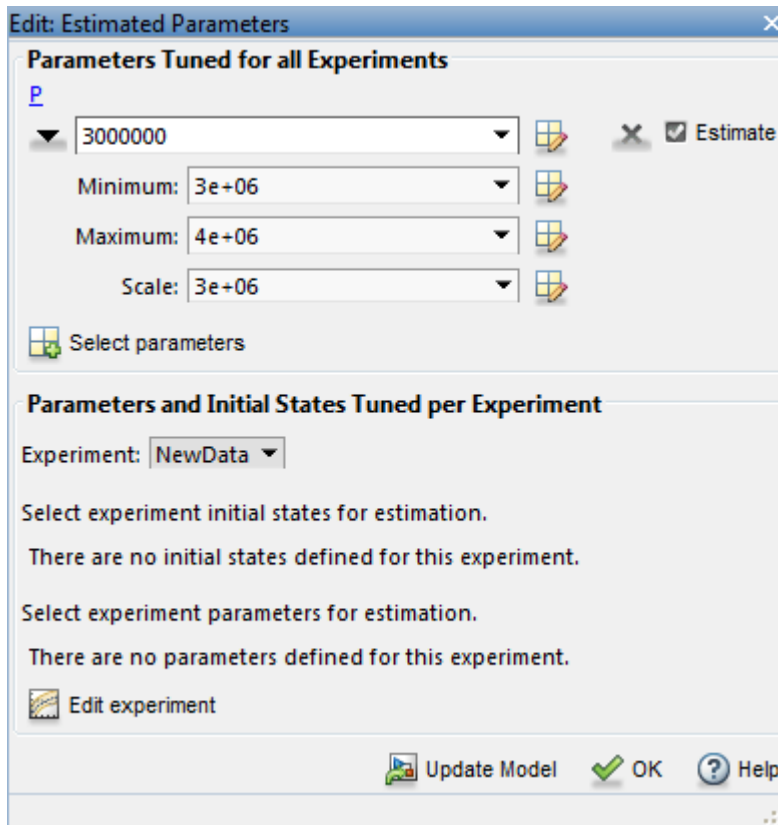 Edit: Estimated Parameters
Parameters Tuned for all Experiments
P
3000000 Estimate
Minimum: 3e+06
Maximum: 4e+06
Scale: 3e+06
Select parameters
Parameters and Initial States Tuned per Experiment
Experiment: NewData
Select experiment initial states for estimation.
There are no initial states defined for this experiment.
Select experiment parameters for estimation.
There are no parameters defined for this experiment.
Edit experiment
Update Model OK Help